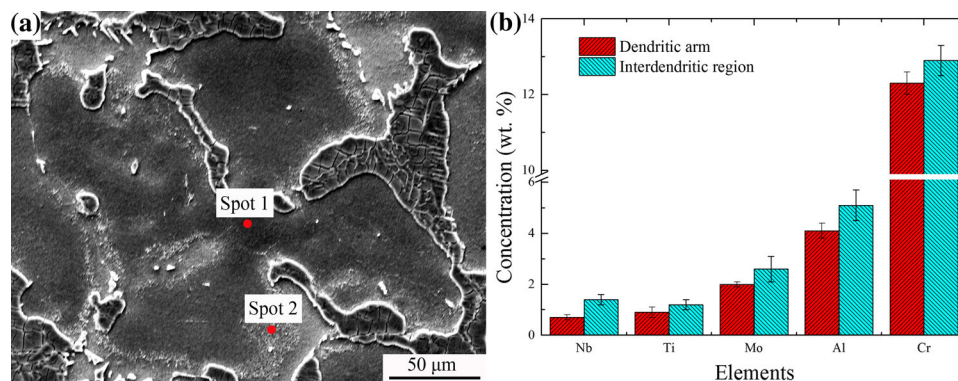 (a)
Spot 1
Spot 2
50 μm
(b)
14
12
10
6
4
2
0
Concentration (wt. %)
Dendritic arm
Interdendritic region
Nb Ti Mo Al Cr
Elements